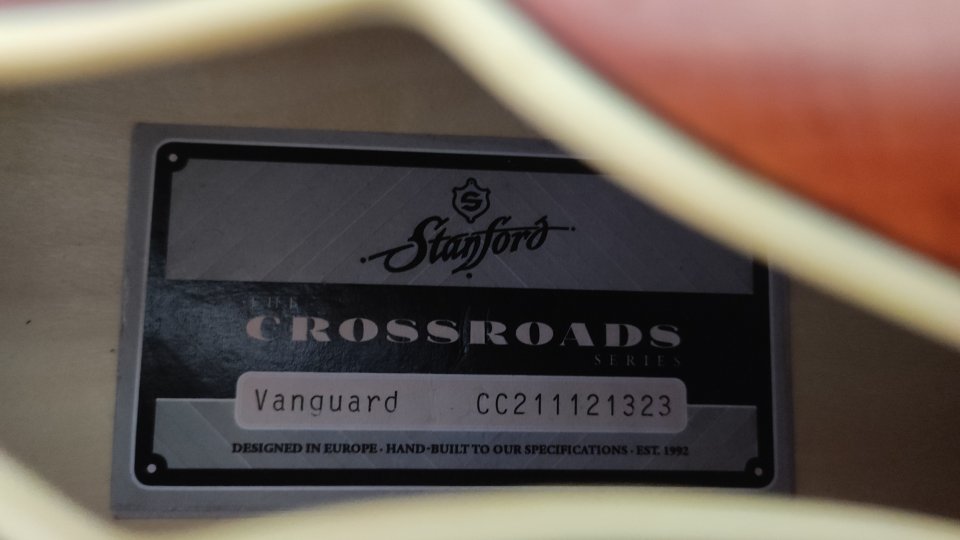 S
Stanford
THE
CROSSROADS
SERIES
Vanguard CC211121323
DESIGNED IN EUROPE · HAND-BUILT TO OUR SPECIFICATIONS · EST. 1992